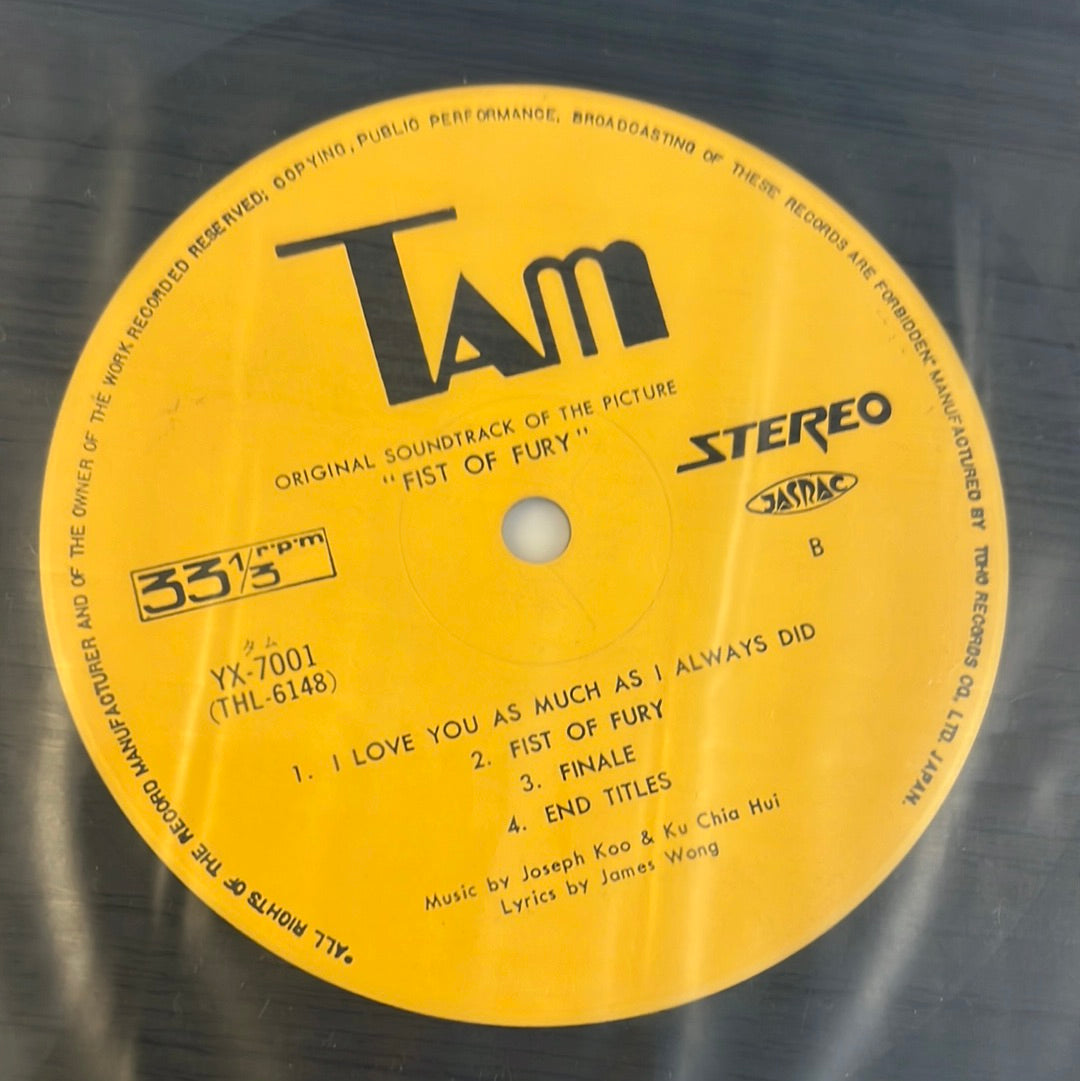 *ALL RIGHTS OF THE RECORD MANUFACTURER AND OF THE OWNER OF THE WORK RECORDED RESERVED; COPYING, PUBLIC PERFORMANCE, BROADCASTING OF THESE RECORDS ARE FORBIDDEN* MANUFACTURED BY TOHO RECORDS CO., LTD. JAPAN.
TAM
ORIGINAL SOUNDTRACK OF THE PICTURE
"FIST OF FURY"
STEREO
JASRAC
B
33 1/3 r·p·m
タム
YX-7001
(THL-6148)
1. I LOVE YOU AS MUCH AS I ALWAYS DID
2. FIST OF FURY
3. FINALE
4. END TITLES
Music by Joseph Koo & Ku Chia Hui
Lyrics by James Wong